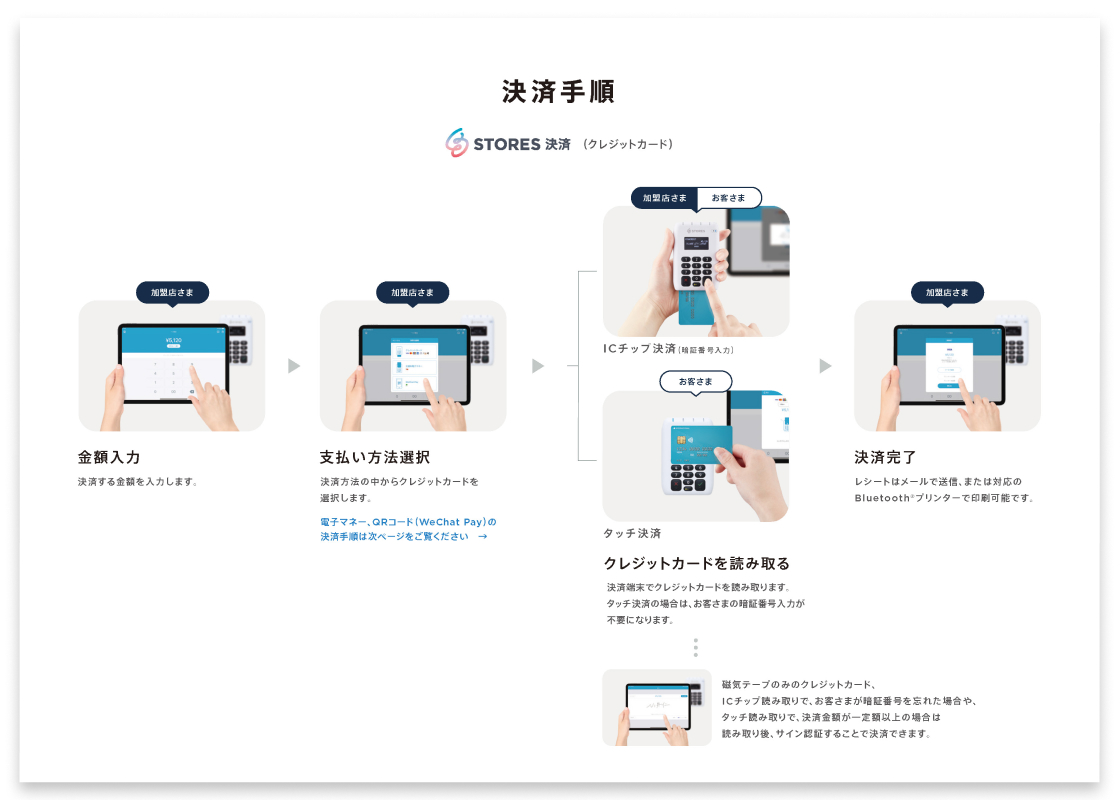 決済手順
STORES 決済 (クレジットカード)
加盟店さま
¥5,120
金額入力
決済する金額を入力します。
加盟店さま
支払い方法選択
決済方法の中からクレジットカードを
選択します。
電子マネー、QRコード(WeChat Pay)の
決済手順は次ページをご覧ください →
加盟店さま お客さま
STORES
ICチップ決済(暗証番号入力)
お客さま
タッチ決済
クレジットカードを読み取る
決済端末でクレジットカードを読み取ります。
タッチ決済の場合は、お客さまの暗証番号入力が
不要になります。
磁気テープのみのクレジットカード、
ICチップ読み取りで、お客さまが暗証番号を忘れた場合や、
タッチ読み取りで、決済金額が一定額以上の場合は
読み取り後、サイン認証することで決済できます。
加盟店さま
決済完了
レシートはメールで送信、または対応の
Bluetooth®プリンターで印刷可能です。